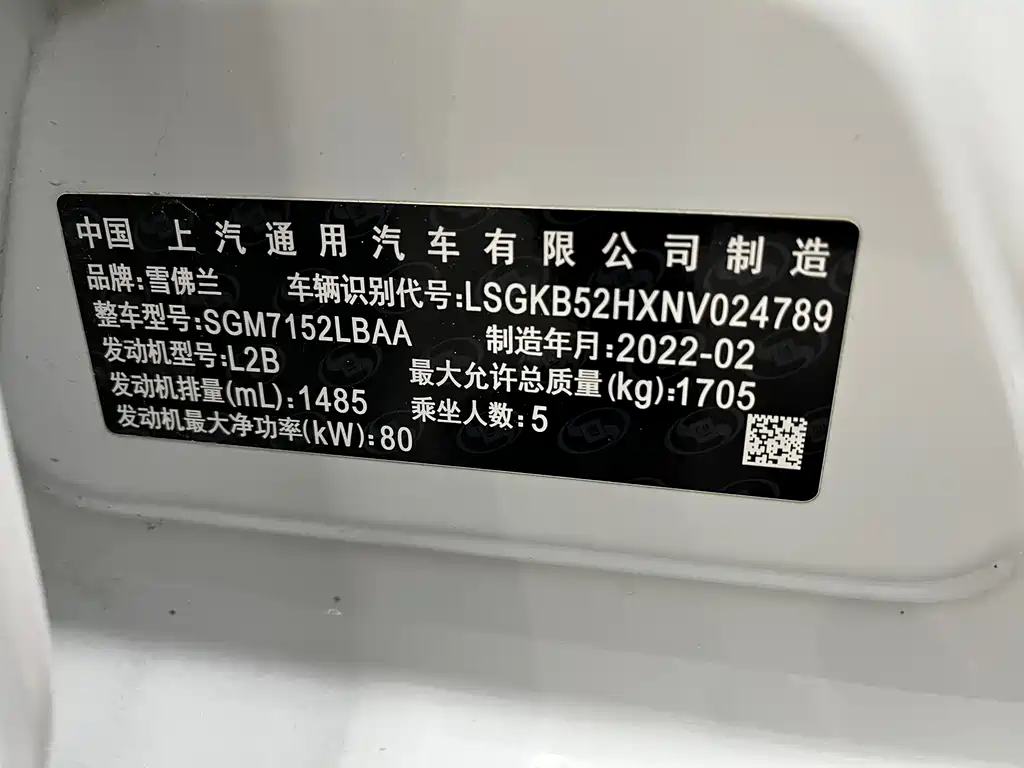 中国 上汽通用汽车有限公司制造
品牌:雪佛兰 车辆识别代号:LSGKB52HXNV024789
整车型号:SGM7152LBAA 制造年月:2022-02
发动机型号:L2B 最大允许总质量(kg):1705
发动机排量(mL):1485 乘坐人数:5
发动机最大净功率(kW):80